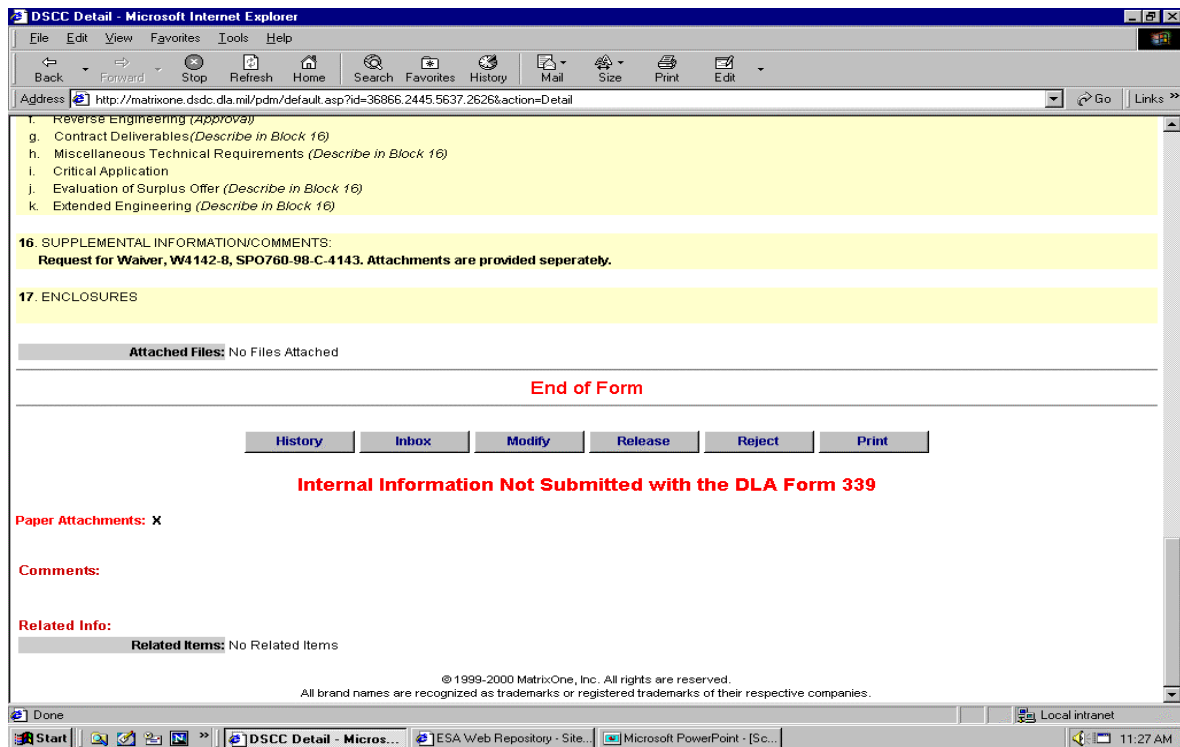 DSCC Detail - Microsoft Internet Explorer
File Edit View Favorites Tools Help
Back Forward Stop Refresh Home Search Favorites History Mail Size Print Edit
Address http://matrixone.dsdc.dla.mil/pdm/default.asp?id=36866.2445.5637.2626&action=Detail Go Links »
f. Reverse Engineering (Approval)
g. Contract Deliverables(Describe in Block 16)
h. Miscellaneous Technical Requirements (Describe in Block 16)
i. Critical Application
j. Evaluation of Surplus Offer (Describe in Block 16)
k. Extended Engineering (Describe in Block 16)
16. SUPPLEMENTAL INFORMATION/COMMENTS:
Request for Waiver, W4142-8, SPO760-98-C-4143. Attachments are provided seperately.
17. ENCLOSURES
Attached Files: No Files Attached
End of Form
History Inbox Modify Release Reject Print
Internal Information Not Submitted with the DLA Form 339
Paper Attachments: X
Comments:
Related Info:
Related Items: No Related Items
© 1999-2000 MatrixOne, Inc. All rights are reserved.
All brand names are recognized as trademarks or registered trademarks of their respective companies.
Done Local intranet
Start » DSCC Detail - Micros... ESA Web Repository - Site... Microsoft PowerPoint - [Sc... 11:27 AM